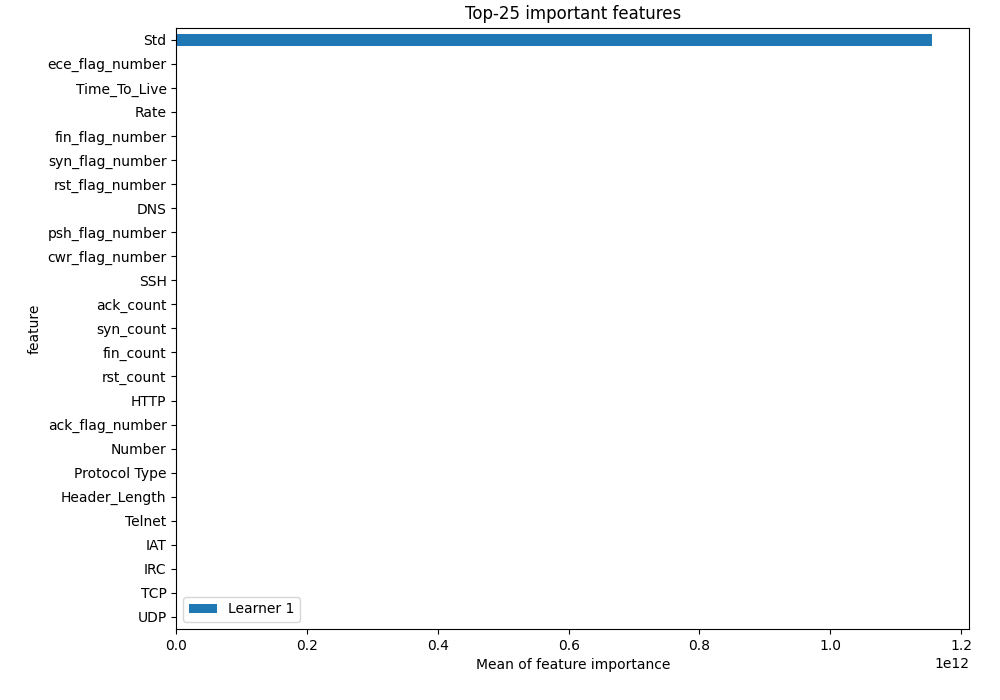 Top-25 important features
Std
ece_flag_number
Time_To_Live
Rate
fin_flag_number
syn_flag_number
rst_flag_number
DNS
psh_flag_number
cwr_flag_number
SSH
ack_count
syn_count
fin_count
rst_count
HTTP
ack_flag_number
Number
Protocol Type
Header_Length
Telnet
IAT
IRC
TCP
UDP
feature
Learner 1
0.0 0.2 0.4 0.6 0.8 1.0 1.2
1e12
Mean of feature importance